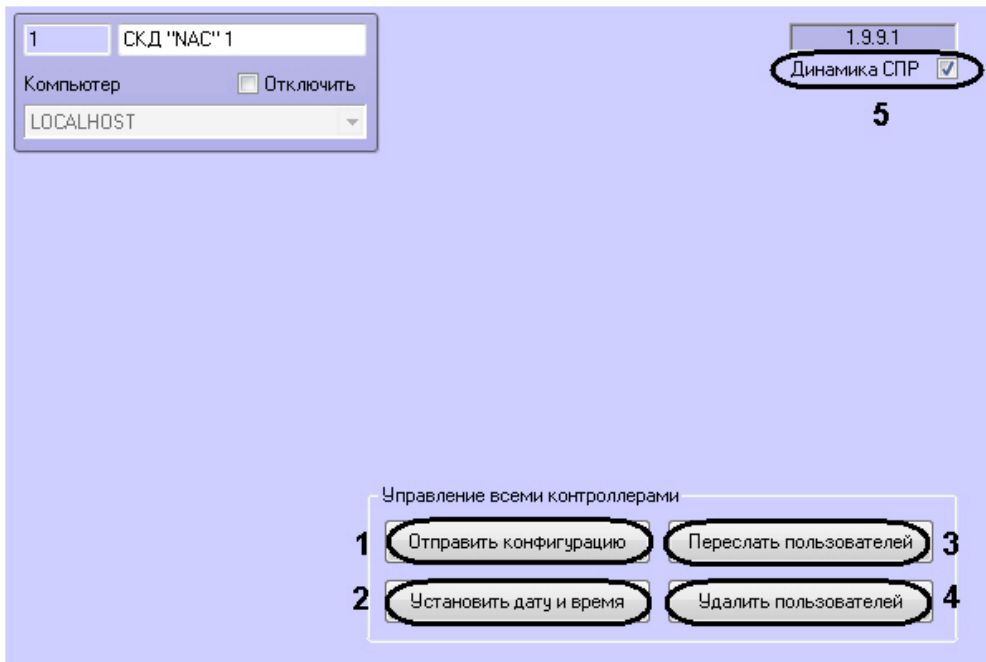 1 СКД "NAC" 1
1.9.9.1
Компьютер Отключить
Динамика СПР
LOCALHOST
5
Управление всеми контроллерами
1 Отправить конфигурацию Переслать пользователей 3
2 Установить дату и время Удалить пользователей 4